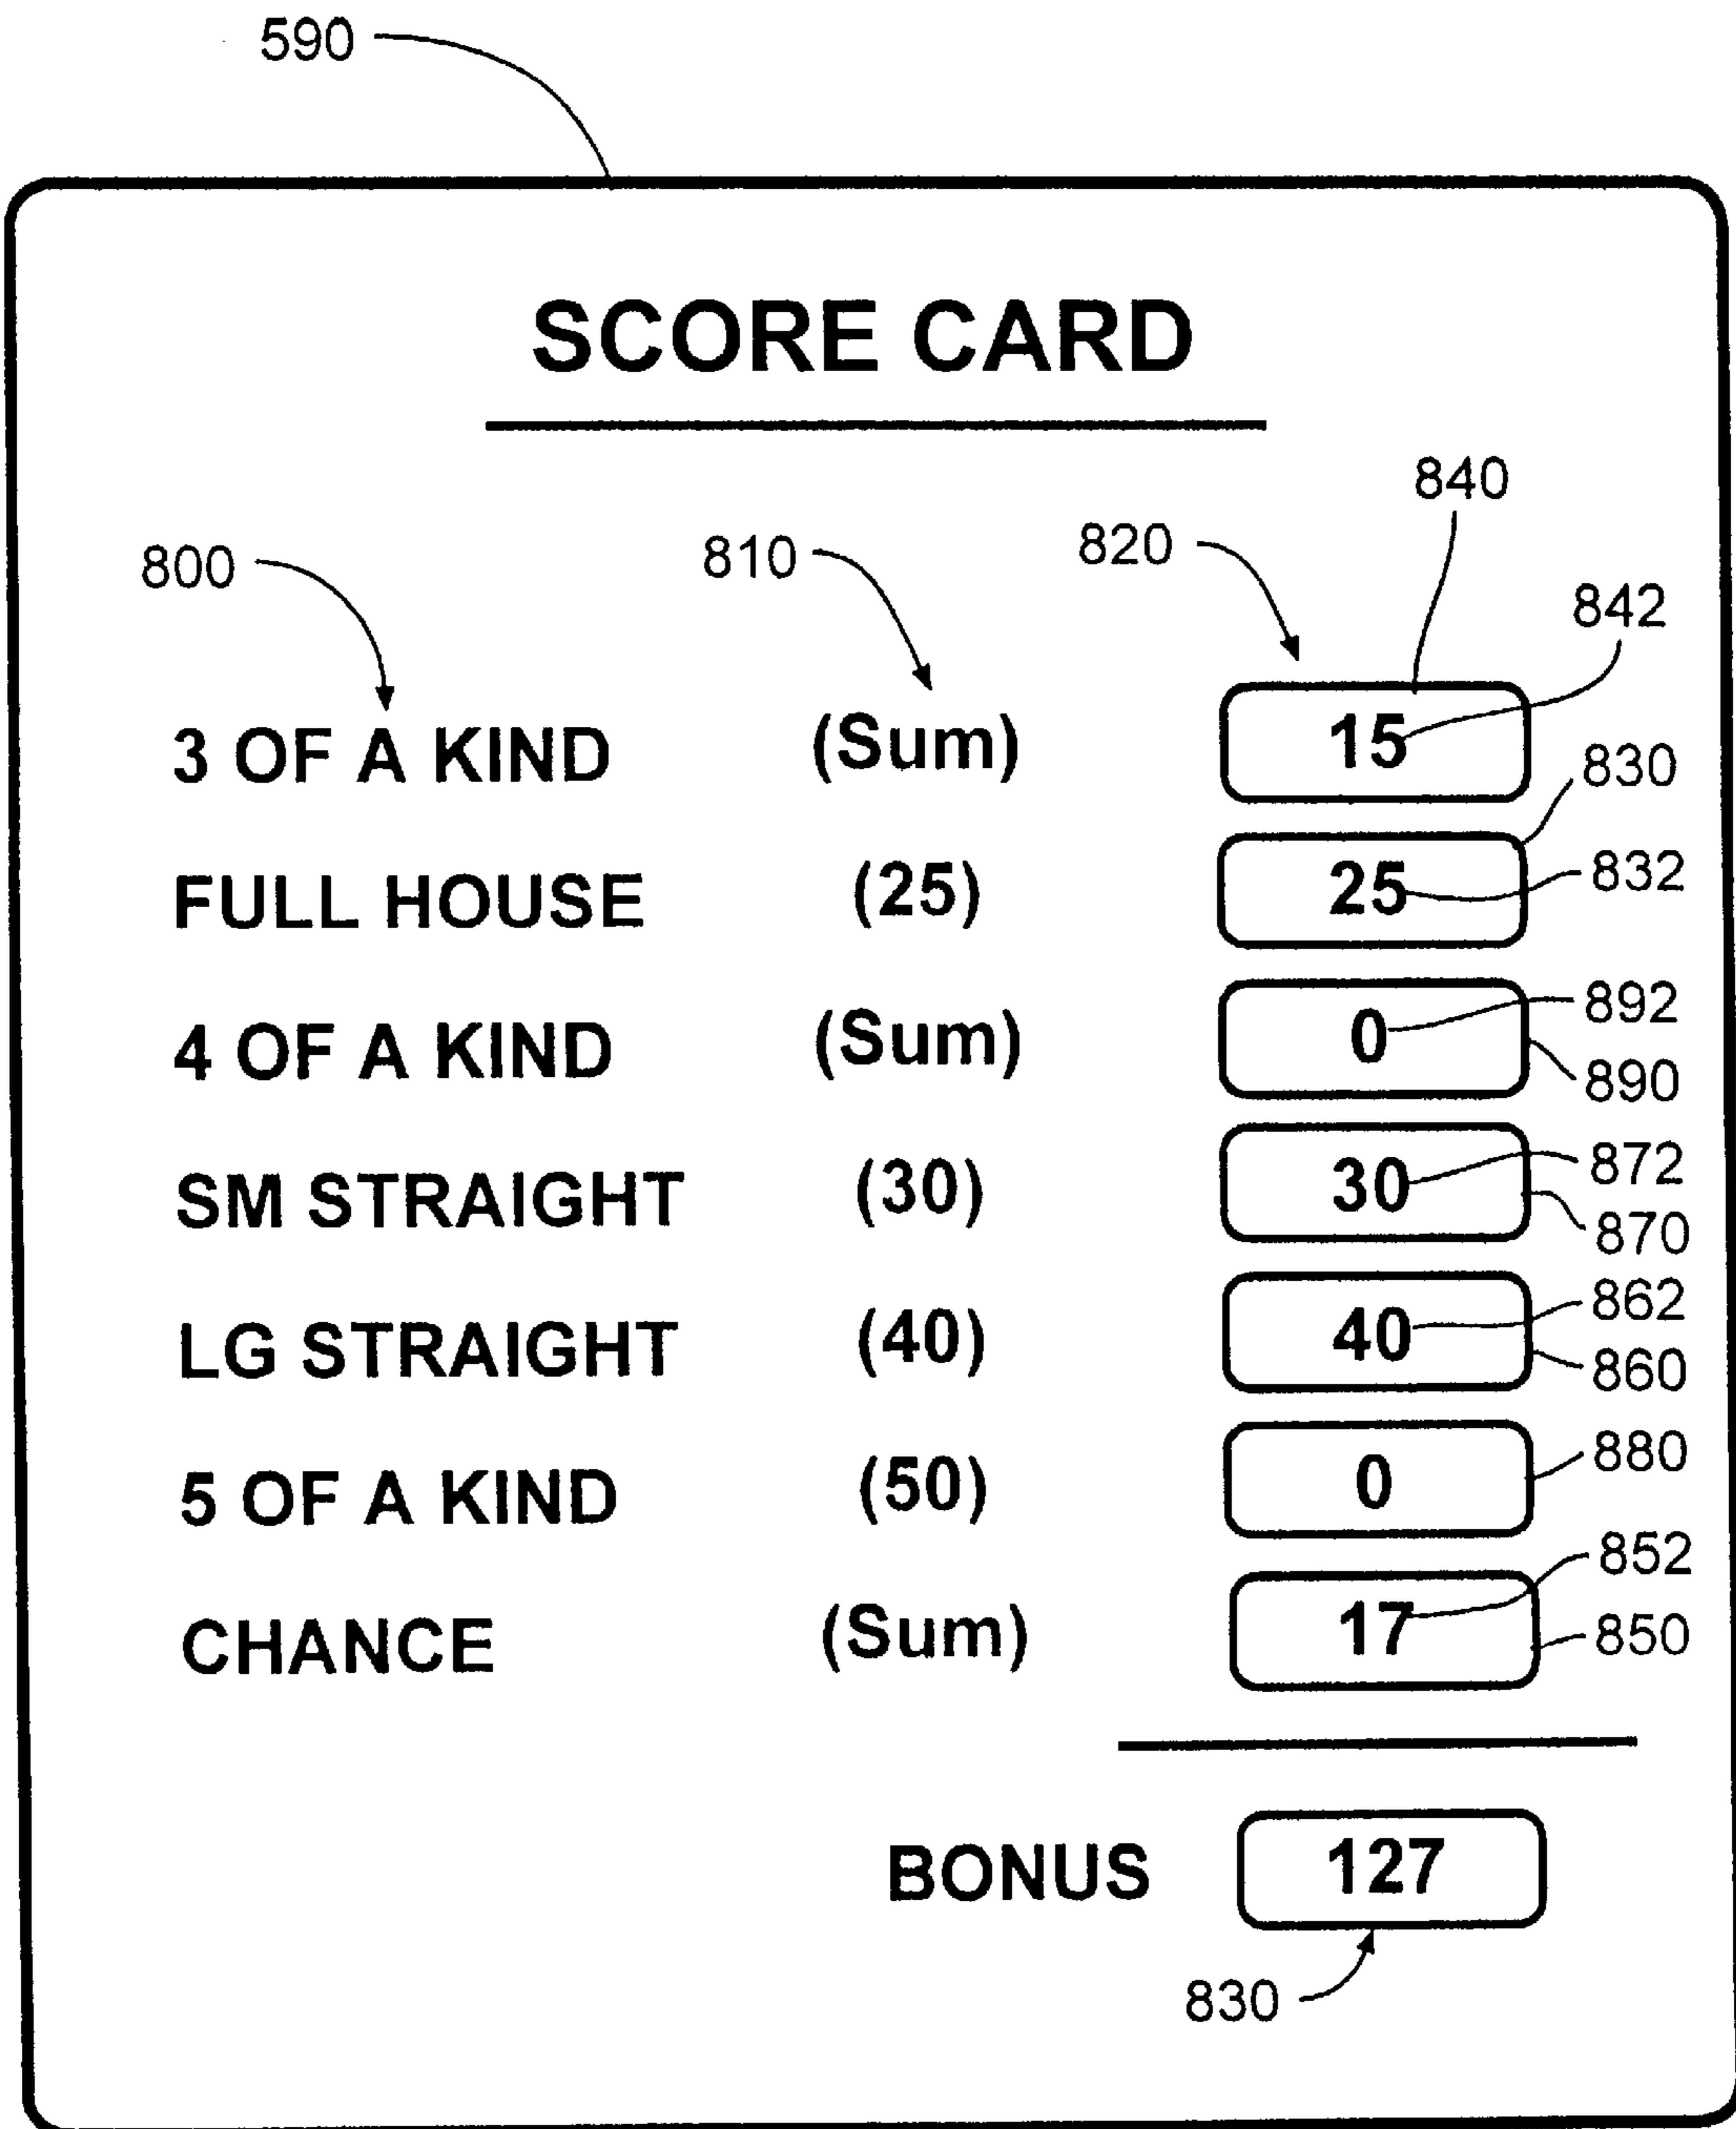 590
SCORE CARD
840
800 810 820
842
3 OF A KIND (Sum) 15
830
FULL HOUSE (25) 25 832
4 OF A KIND (Sum) 0 892
890
SM STRAIGHT (30) 30 872
870
LG STRAIGHT (40) 40 862
860
5 OF A KIND (50) 0 880
852
CHANCE (Sum) 17 850
BONUS 127
830